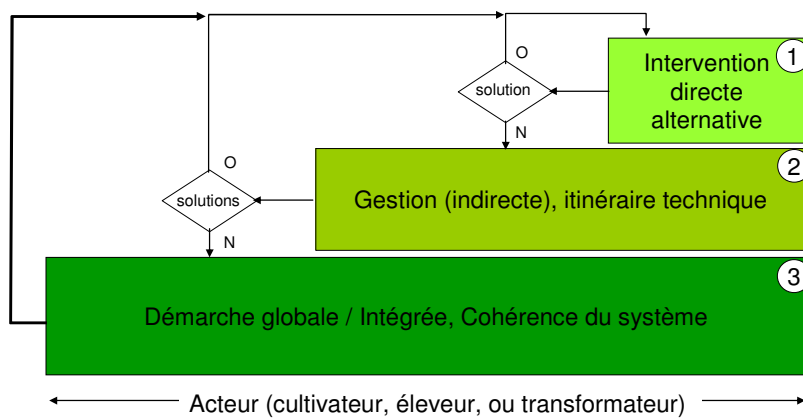 1
Intervention
directe
alternative
O
solution
N
2
Gestion (indirecte), itinéraire technique
O
solutions
N
3
Démarche globale / Intégrée, Cohérence du système
Acteur (cultivateur, éleveur, ou transformateur)